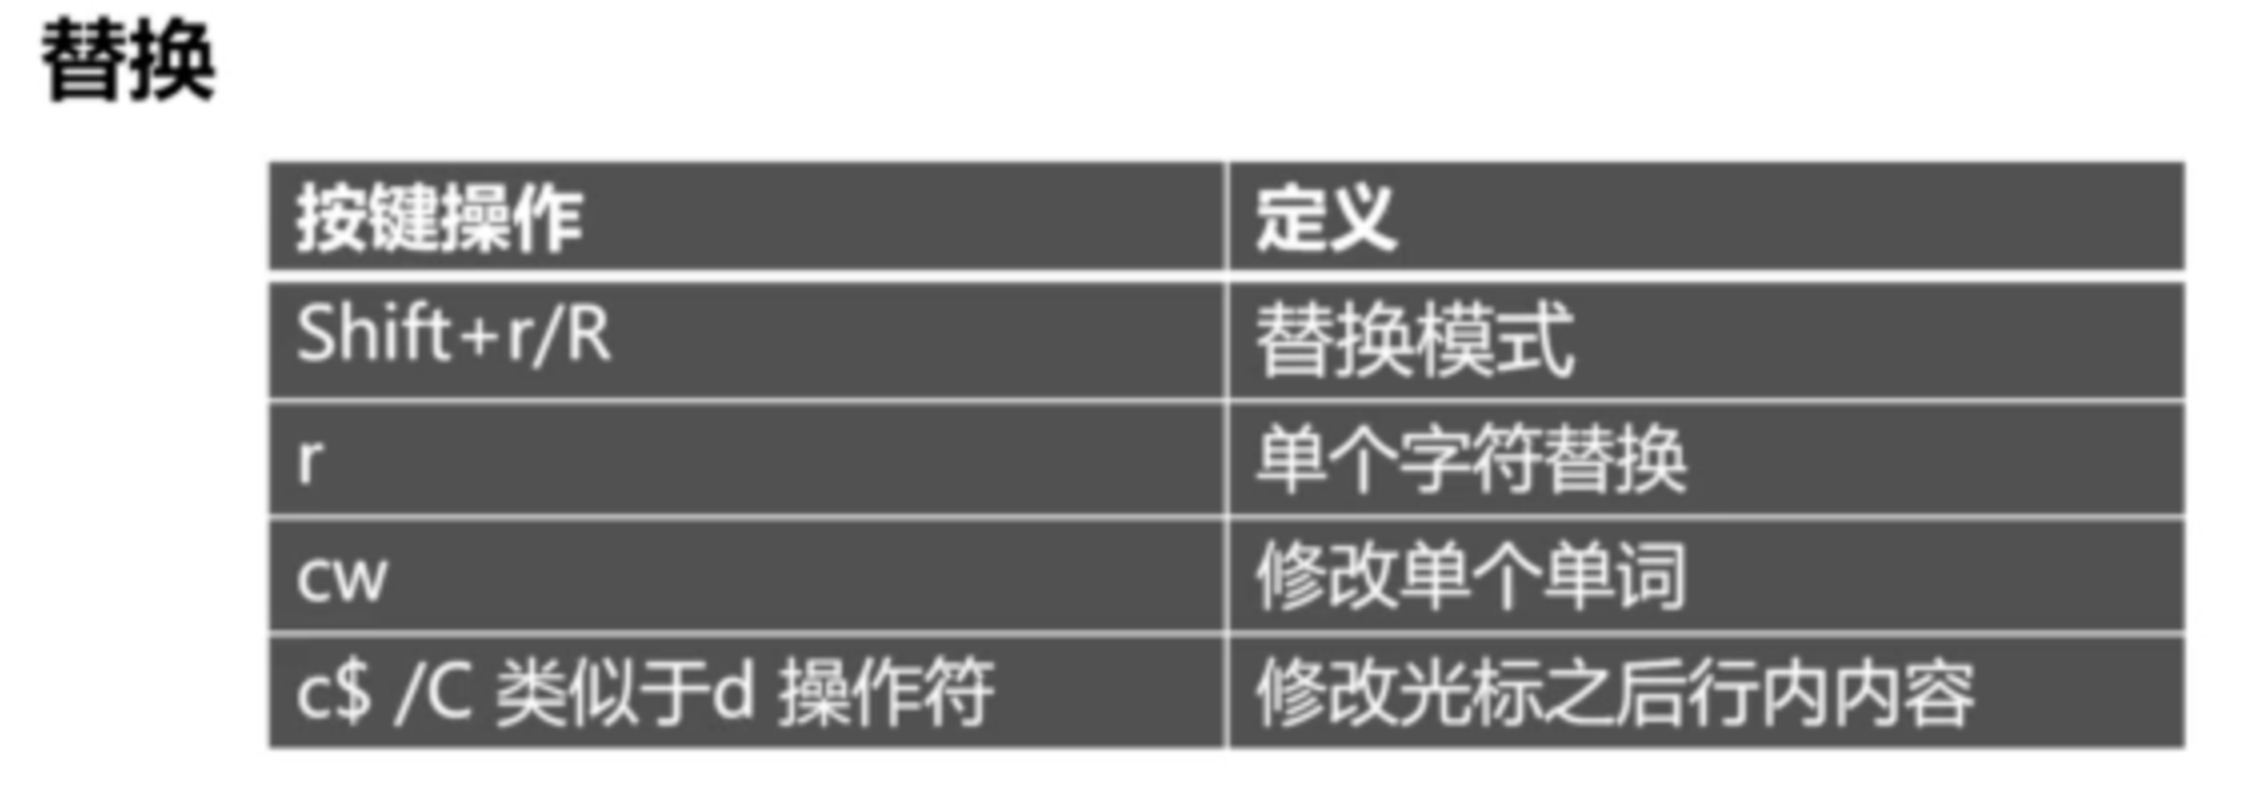 替换
按键操作 定义
Shift+r/R 替换模式
r 单个字符替换
cw 修改单个单词
c$ /C 类似于d 操作符 修改光标之后行内内容